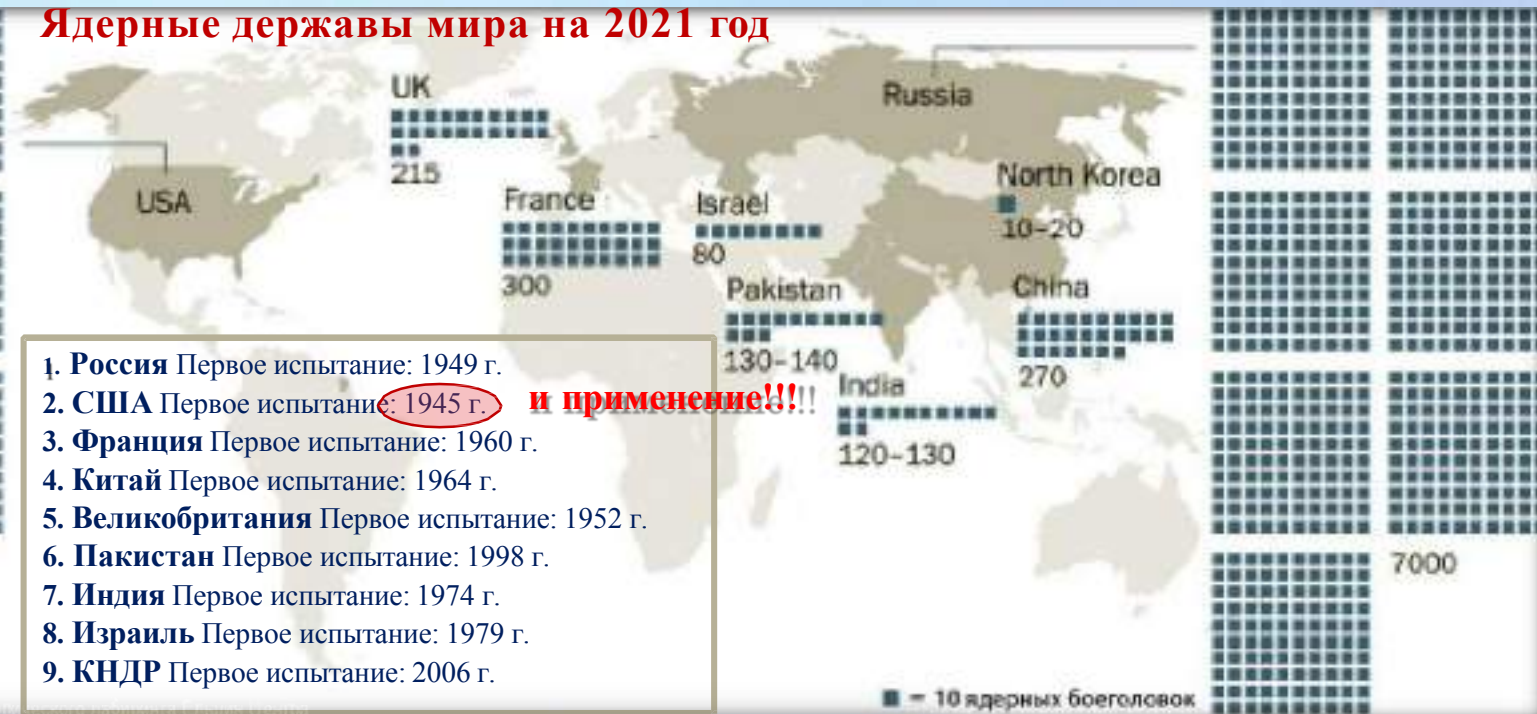 Ядерные державы мира на 2021 год
UK
215
USA
France
300
Israel
80
Russia
North Korea
10–20
Pakistan
130–140
China
270
India
120–130
7000
1. Россия Первое испытание: 1949 г.
2. США Первое испытание: 1945 г. и применение!!!
3. Франция Первое испытание: 1960 г.
4. Китай Первое испытание: 1964 г.
5. Великобритания Первое испытание: 1952 г.
6. Пакистан Первое испытание: 1998 г.
7. Индия Первое испытание: 1974 г.
8. Израиль Первое испытание: 1979 г.
9. КНДР Первое испытание: 2006 г.
= 10 ядерных боеголовок